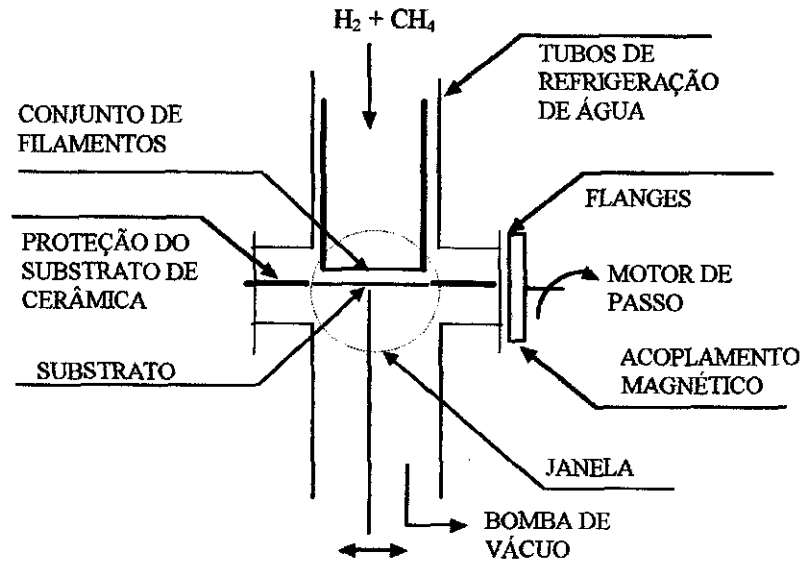 H₂ + CH₄
TUBOS DE
REFRIGERAÇÃO
DE ÁGUA
CONJUNTO DE
FILAMENTOS
FLANGES
PROTEÇÃO DO
SUBSTRATO DE
CERÂMICA
MOTOR DE
PASSO
SUBSTRATO
ACOPLAMENTO
MAGNÉTICO
JANELA
BOMBA DE
VÁCUO